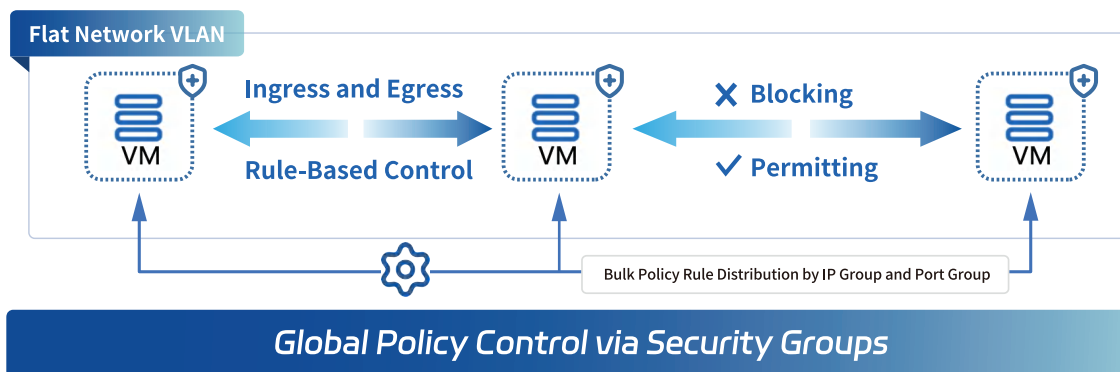 Flat Network VLAN
Ingress and Egress
Rule-Based Control
Blocking
Permitting
VM
VM
VM
Bulk Policy Rule Distribution by IP Group and Port Group
Global Policy Control via Security Groups